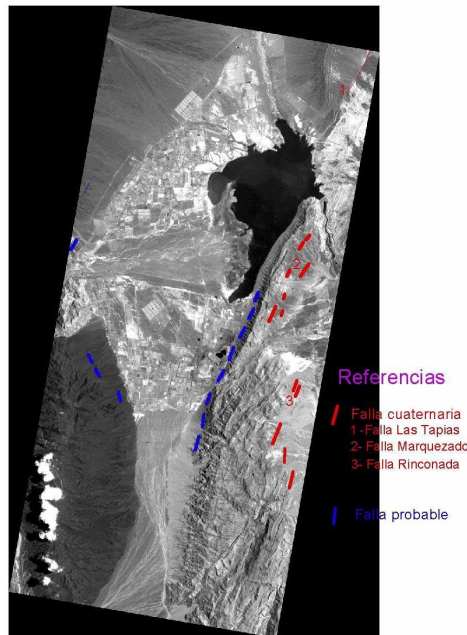 1
2
3
Referencias
Falla cuaternaria
1 -Falla Las Tapias
2- Falla Marquezado
3- Falla Rinconada
Falla probable